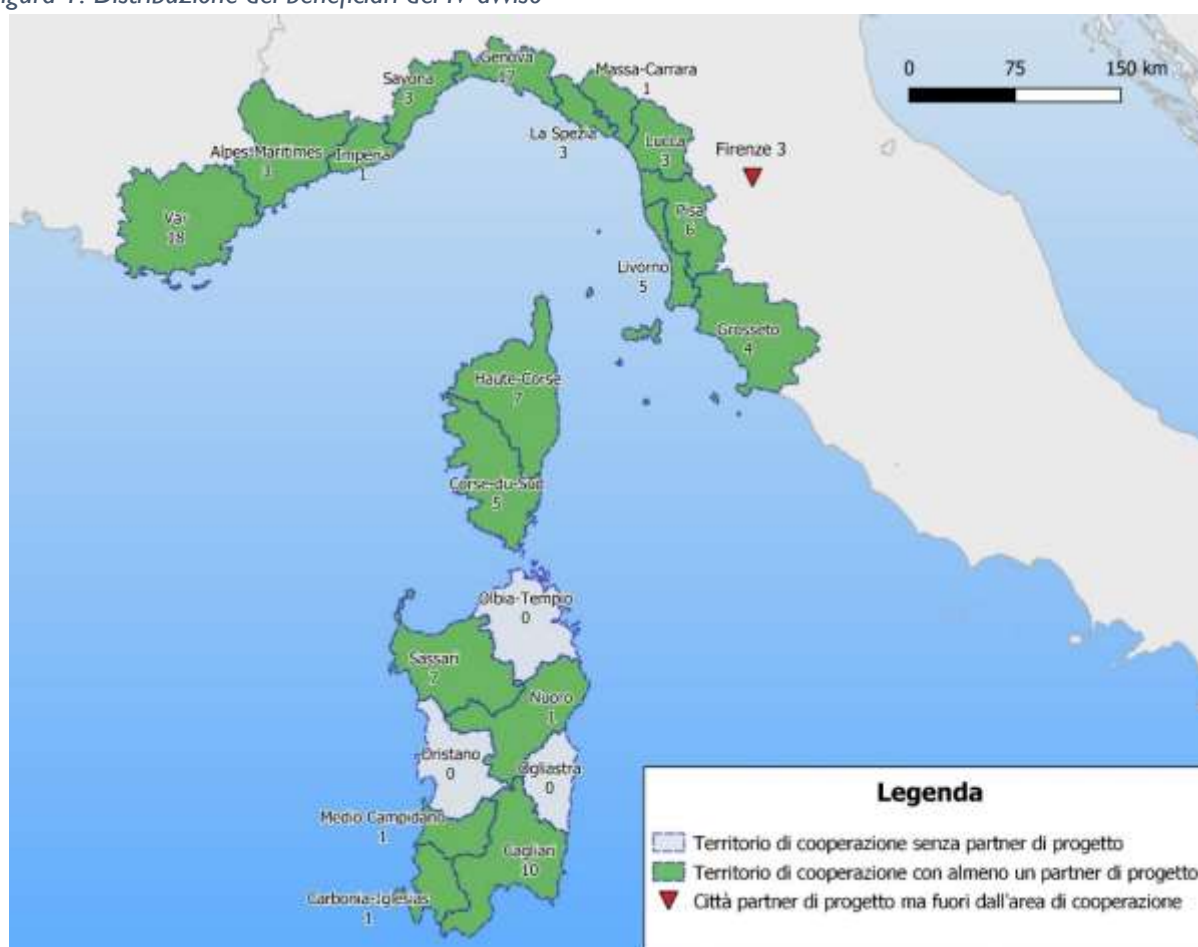 Distribuzione dei beneficiari del IV avviso
Genova
17
Savona
3
Massa-Carrara
1
0 75 150 km
La Spezia
3
Lucca
3
Firenze 3
Alpes-Maritimes
Imperia
1
Var
18
Pisa
6
Livorno
5
Grosseto
4
Haute-Corse
7
Corse-du-Sud
5
Olbia-Tempio
0
Sassari
7
Nuoro
1
Oristano
0
Ogliastra
0
Medio Campidano
1
Cagliari
10
Carbonia-Iglesias
1
Legenda
Territorio di cooperazione senza partner di progetto
Territorio di cooperazione con almeno un partner di progetto
Città partner di progetto ma fuori dall'area di cooperazione